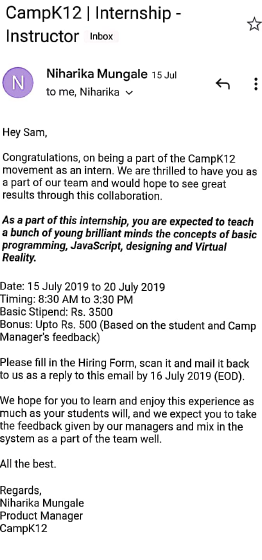 CampK12 | Internship -
Instructor Inbox
N
Niharika Mungale 15 Jul
to me, Niharika
Hey Sam,
Congratulations, on being a part of the CampK12
movement as an intern. We are thrilled to have you as
a part of our team and would hope to see great
results through this collaboration.
As a part of this internship, you are expected to teach
a bunch of young brilliant minds the concepts of basic
programming, JavaScript, designing and Virtual
Reality.
Date: 15 July 2019 to 20 July 2019
Timing: 8:30 AM to 3:30 PM
Basic Stipend: Rs. 3500
Bonus: Upto Rs. 500 (Based on the student and Camp
Manager's feedback)
Please fill in the Hiring Form, scan it and mail it back
to us as a reply to this email by 16 July 2019 (EOD).
We hope for you to learn and enjoy this experience as
much as your students will, and we expect you to take
the feedback given by our managers and mix in the
system as a part of the team well.
All the best.
Regards,
Niharika Mungale
Product Manager
CampK12